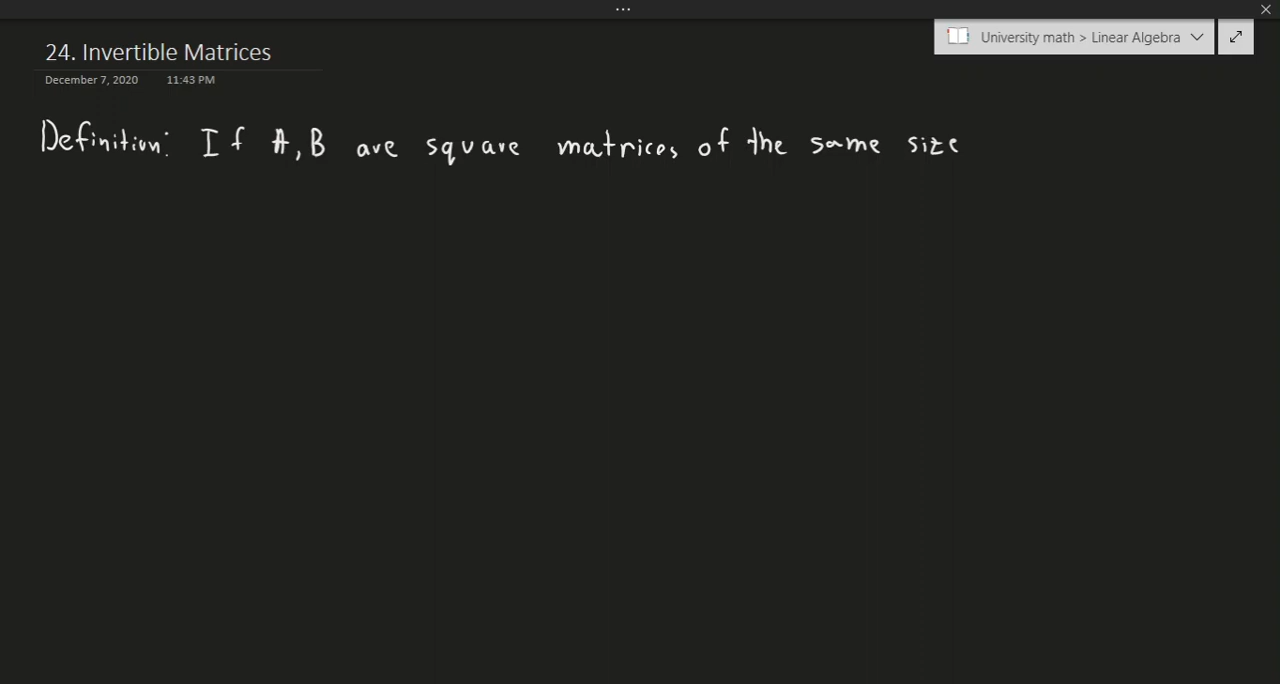 ...
24. Invertible Matrices
University math > Linear Algebra
December 7, 2020 11:43 PM
Definition: If A, B are square matrices of the same size